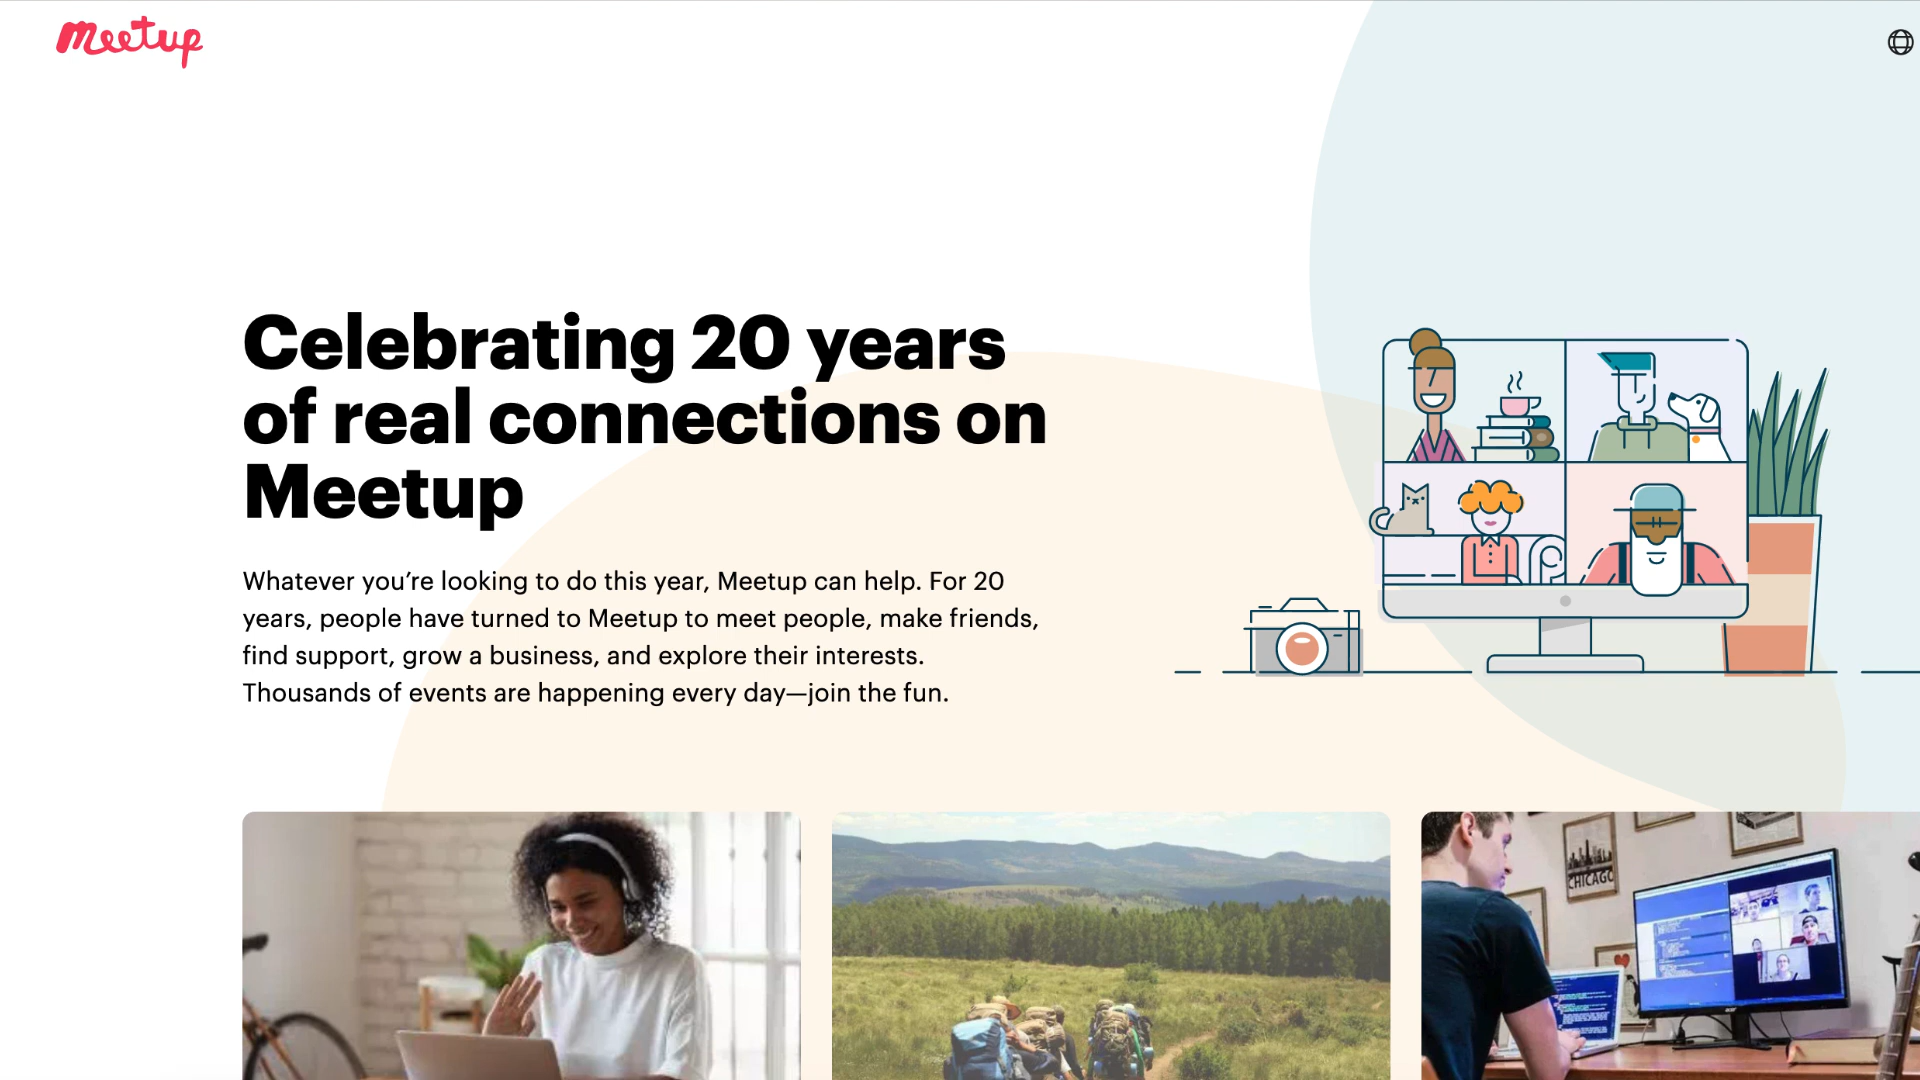 meetup
Celebrating 20 years
of real connections on
Meetup
Whatever you’re looking to do this year, Meetup can help. For 20
years, people have turned to Meetup to meet people, make friends,
find support, grow a business, and explore their interests.
Thousands of events are happening every day—join the fun.
CHICAGO